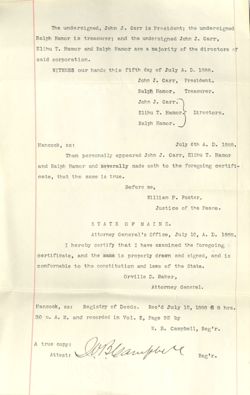 The undersigned, John J. Carr is President; the undersigned
Ralph Hamor is treasurer; and the undersigned John J. Carr,
Elihu T. Hamor and Ralph Hamor are a majority of the directors of
said corporation.
WITNESS our hands this fifth day of July A. D. 1888.
John J. Carr, President.
Ralph Hamor, Treasurer.
John J. Carr.
Elihu T. Hamor. Directors.
Ralph Hamor.
Hancock, ss: July 6th A. D. 1888.
Then personally appeared John J. Carr, Elihu T. Hamor
and Ralph Hamor and severally made oath to the foregoing certifi-
cate, that the same is true.
Before me,
William P. Foster,
Justice of the Peace.
STATE OF MAINE.
Attorney General's Office, July 10, A. D. 1888.
I hereby certify that I have examined the foregoing
certificate, and the same is properly drawn and signed, and is
conformable to the constitution and laws of the State.
Orville D. Baker,
Attorney General.
Hancock, ss: Registry of Deeds. Rec'd July 18, 1888 8 hrs.
30 m. A. M. and recorded in Vol. Page
W. B. Campbell, Reg'r.
A true copy:
Attest: W B Campbell Reg'r.